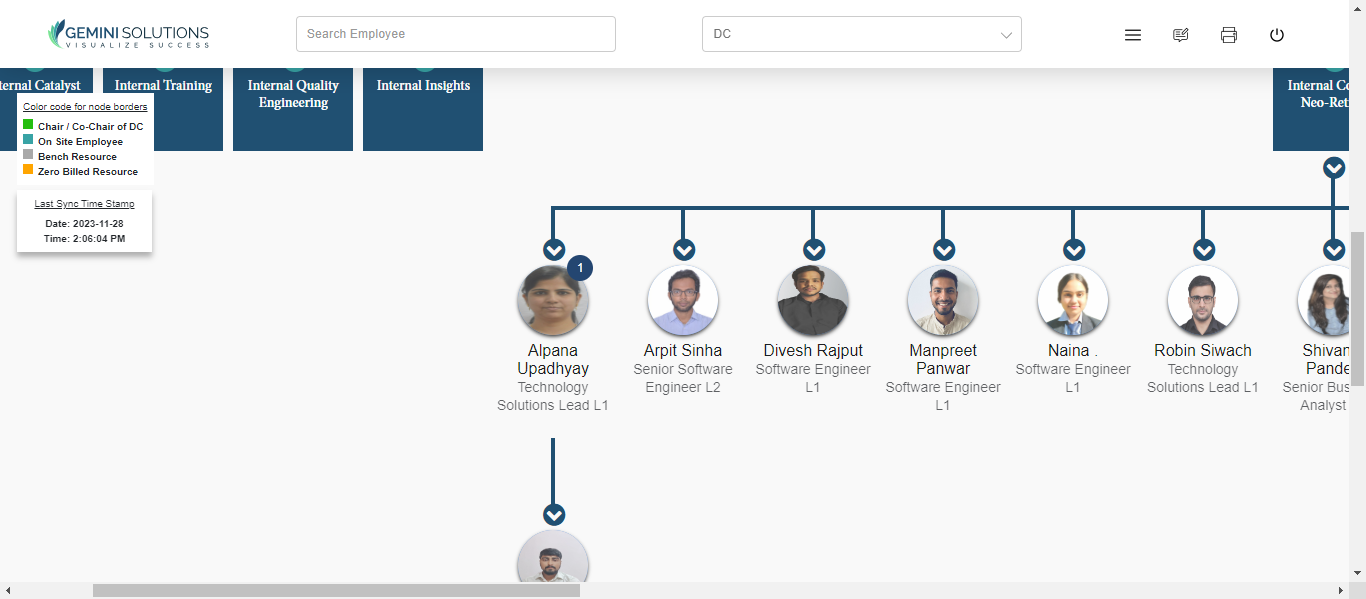 GEMINI SOLUTIONS
VISUALIZE SUCCESS
Search Employee
DC
ternal Catalyst
Internal Training
Internal Quality
Engineering
Internal Insights
Internal Co
Neo-Ret
Color code for node borders
Chair / Co-Chair of DC
On Site Employee
Bench Resource
Zero Billed Resource
Last Sync Time Stamp
Date: 2023-11-28
Time: 2:06:04 PM
1
Alpana
Upadhyay
Technology
Solutions Lead L1
Arpit Sinha
Senior Software
Engineer L2
Divesh Rajput
Software Engineer
L1
Manpreet
Panwar
Software Engineer
L1
Naina .
Software Engineer
L1
Robin Siwach
Technology
Solutions Lead L1
Shivan
Pande
Senior Bus
Analyst